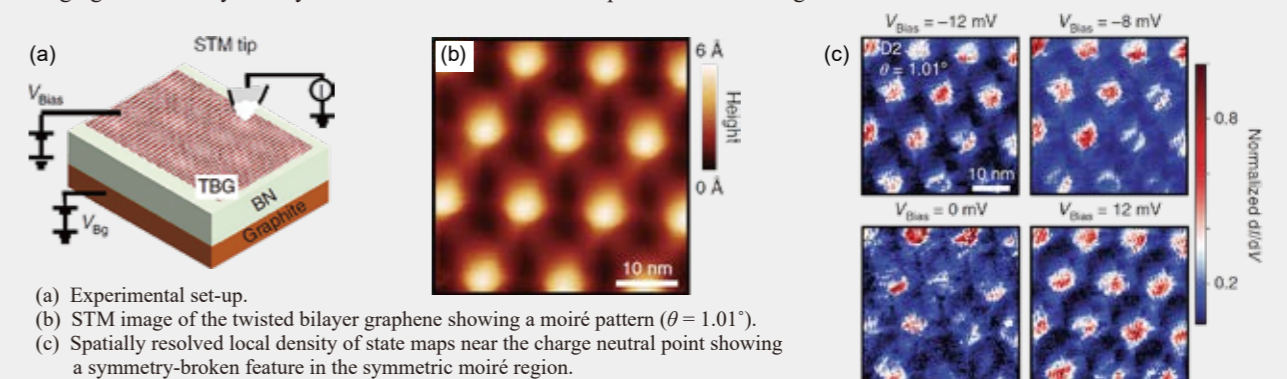 (a)
STM tip
V_Bias
I
TBG
BN
Graphite
V_Bg
(b)
6 Å
Height
0 Å
10 nm
(c)
V_Bias = −12 mV
V_Bias = −8 mV
D2
θ = 1.01°
10 nm
V_Bias = 0 mV
V_Bias = 12 mV
0.8
Normalized dI/dV
0.2
(a) Experimental set-up.
(b) STM image of the twisted bilayer graphene showing a moiré pattern (θ = 1.01˚).
(c) Spatially resolved local density of state maps near the charge neutral point showing
a symmetry-broken feature in the symmetric moiré region.